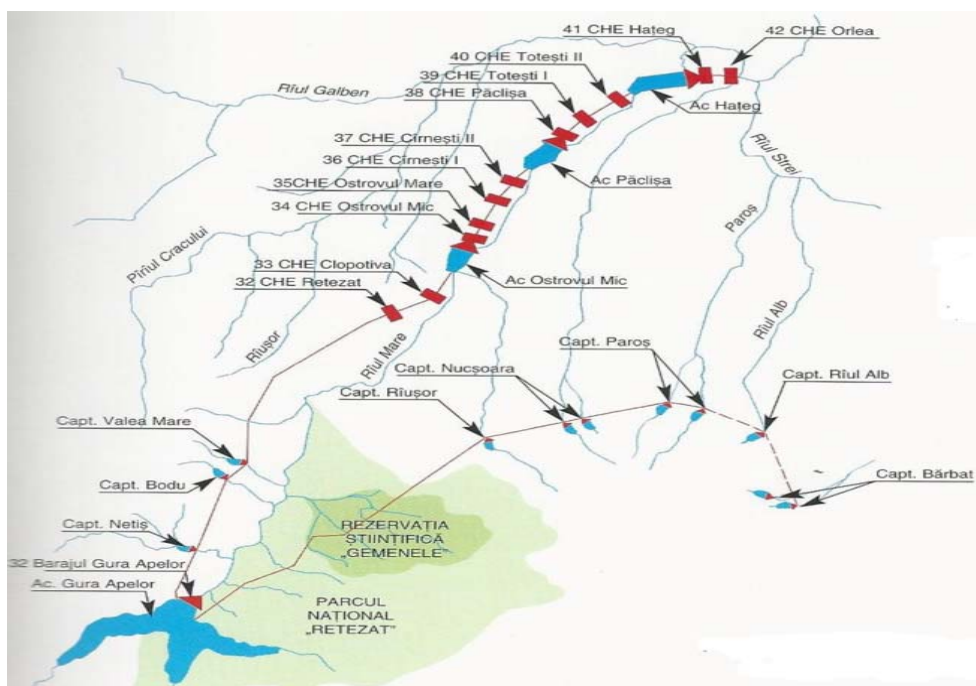 41 CHE Hațeg
42 CHE Orlea
40 CHE Totești II
39 CHE Totești I
38 CHE Păclișa
Rîul Galben
Ac Hațeg
37 CHE Cîrnești II
36 CHE Cîrnești I
35CHE Ostrovul Mare
34 CHE Ostrovul Mic
Ac Păclișa
Rîul Strei
Paroș
Pîrîul Cracului
33 CHE Clopotiva
32 CHE Retezat
Ac Ostrovul Mic
Rîușor
Rîul Mare
Rîul Alb
Capt. Paroș
Capt. Nucșoara
Capt. Rîușor
Capt. Rîul Alb
Capt. Valea Mare
Capt. Bodu
Capt. Bărbat
Capt. Netiș
REZERVAȚIA
ȘTIINȚIFICĂ
„GEMENELE"
32 Barajul Gura Apelor
Ac. Gura Apelor
PARCUL
NAȚIONAL
„RETEZAT"